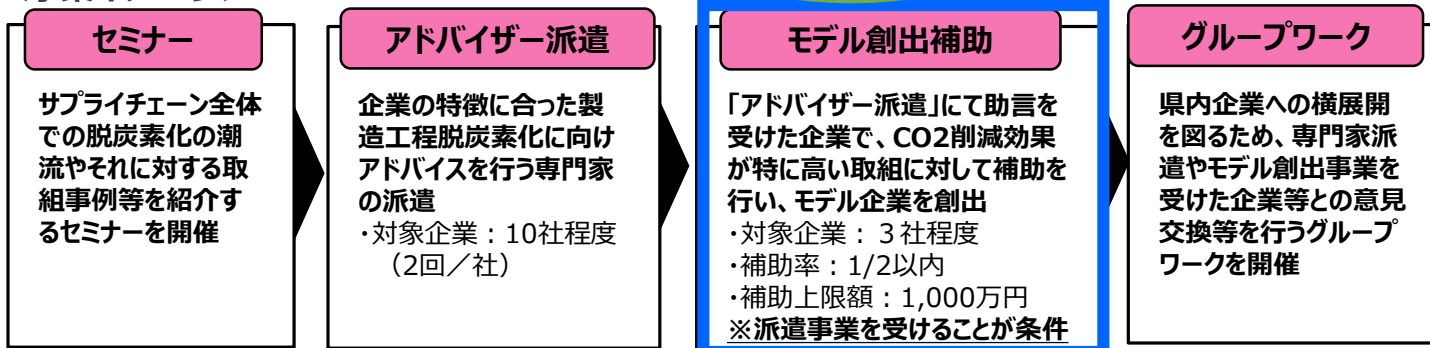 セミナー
サプライチェーン全体
での脱炭素化の潮
流やそれに対する取
組事例等を紹介す
るセミナーを開催
アドバイザー派遣
企業の特徴に合った製
造工程脱炭素化に向け
アドバイスを行う専門家
の派遣
・対象企業：10社程度
（2回／社）
モデル創出補助
「アドバイザー派遣」にて助言を
受けた企業で、CO2削減効果
が特に高い取組に対して補助を
行い、モデル企業を創出
・対象企業：３社程度
・補助率：1/2以内
・補助上限額：1,000万円
※派遣事業を受けることが条件
グループワーク
県内企業への横展開
を図るため、専門家派
遣やモデル創出事業を
受けた企業等との意見
交換等を行うグループ
ワークを開催